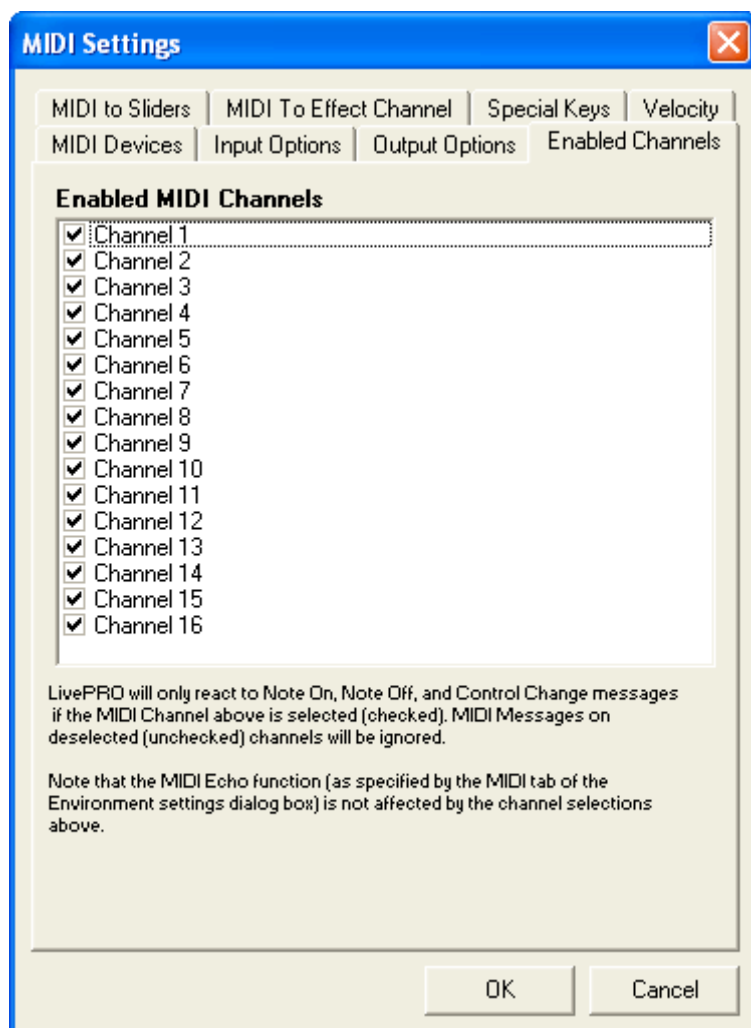 MIDI Settings
MIDI to Sliders
MIDI To Effect Channel
Special Keys
Velocity
MIDI Devices
Input Options
Output Options
Enabled Channels
Enabled MIDI Channels
Channel 1
Channel 2
Channel 3
Channel 4
Channel 5
Channel 6
Channel 7
Channel 8
Channel 9
Channel 10
Channel 11
Channel 12
Channel 13
Channel 14
Channel 15
Channel 16
LivePRO will only react to Note On, Note Off, and Control Change messages
if the MIDI Channel above is selected (checked). MIDI Messages on
deselected (unchecked) channels will be ignored.
Note that the MIDI Echo function (as specified by the MIDI tab of the
Environment settings dialog box) is not affected by the channel selections
above.
OK
Cancel